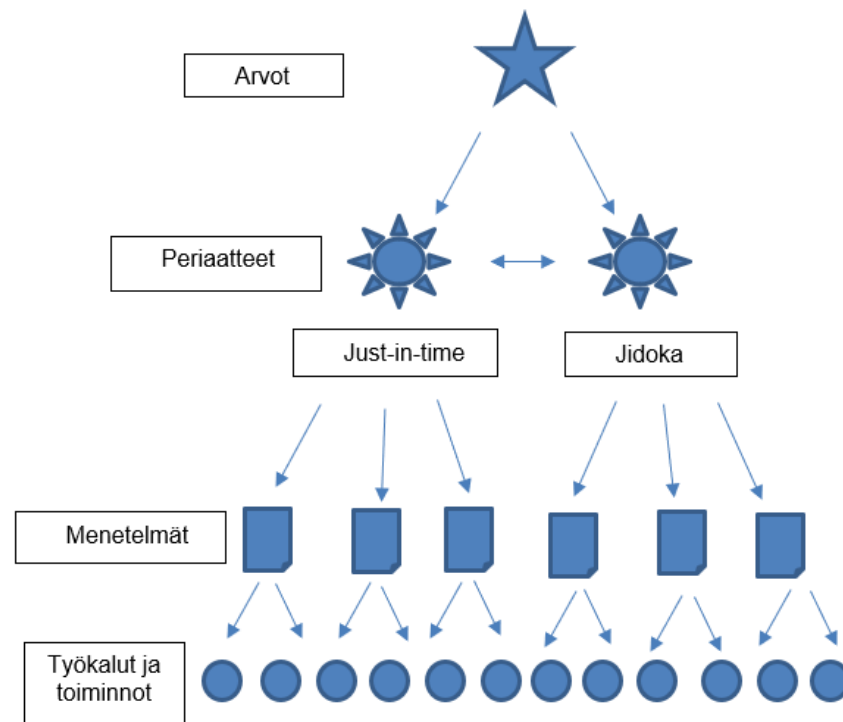 Arvot
Periaatteet
Just-in-time
Jidoka
Menetelmät
Työkalut ja
toiminnot